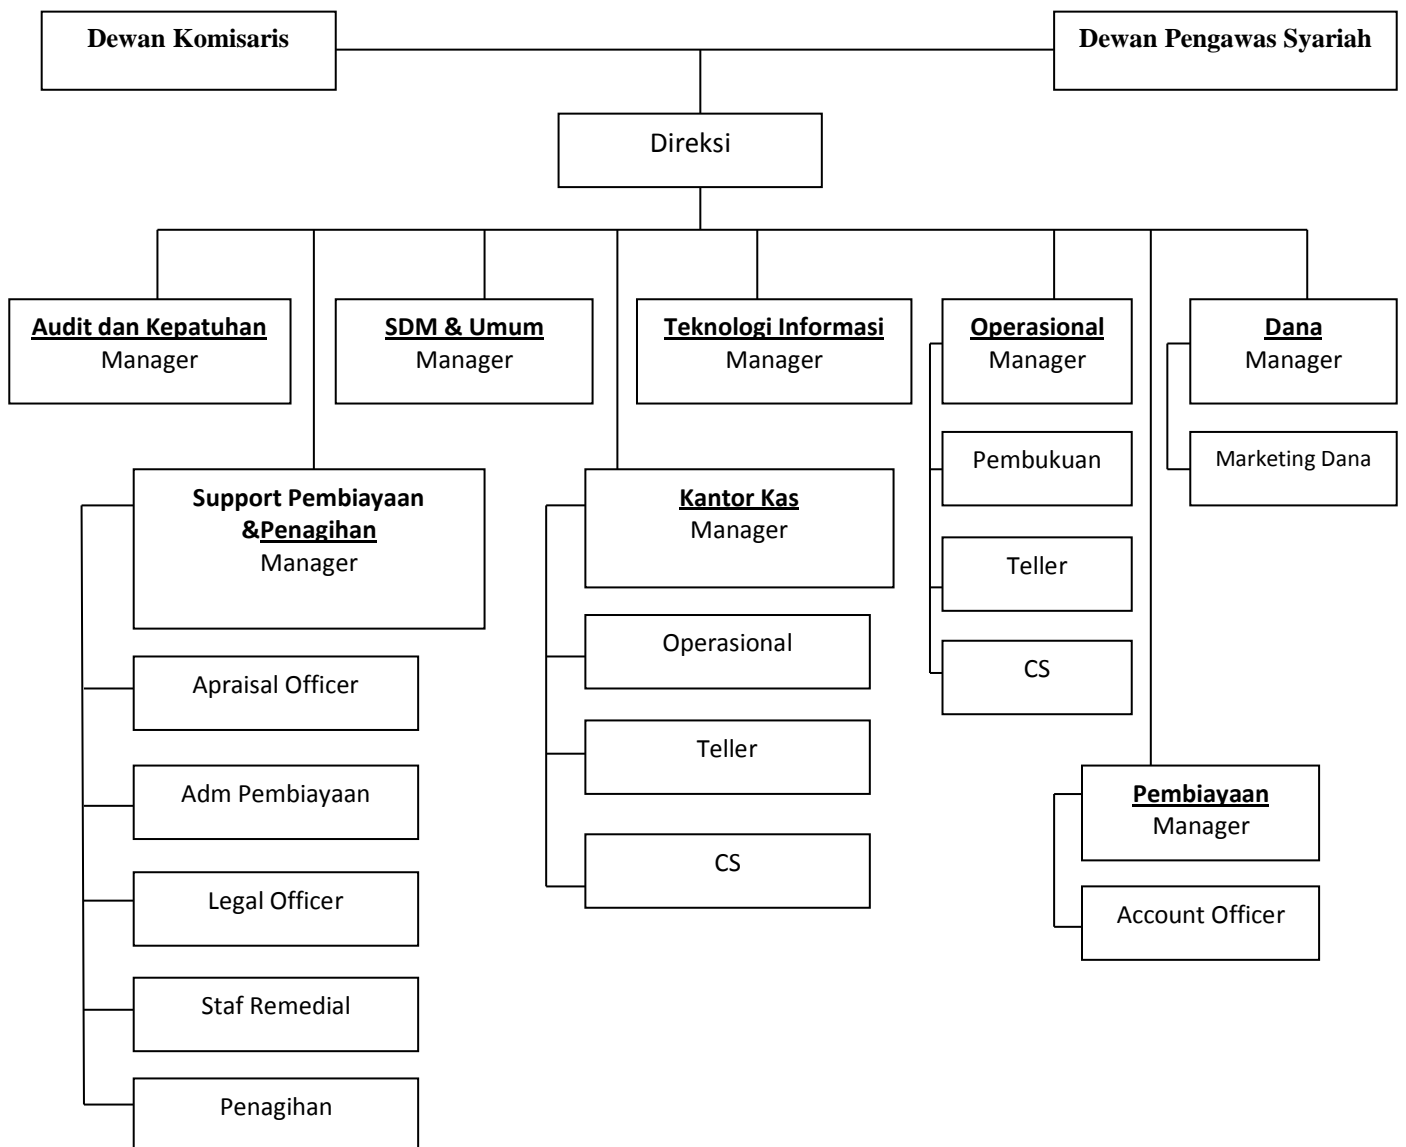 Dewan Komisaris
Dewan Pengawas Syariah
Direksi
Audit dan Kepatuhan
Manager
SDM & Umum
Manager
Teknologi Informasi
Manager
Operasional
Manager
Dana
Manager
Pembukuan
Marketing Dana
Support Pembiayaan
&Penagihan
Manager
Kantor Kas
Manager
Teller
Operasional
CS
Apraisal Officer
Teller
Adm Pembiayaan
Pembiayaan
Manager
CS
Legal Officer
Account Officer
Staf Remedial
Penagihan